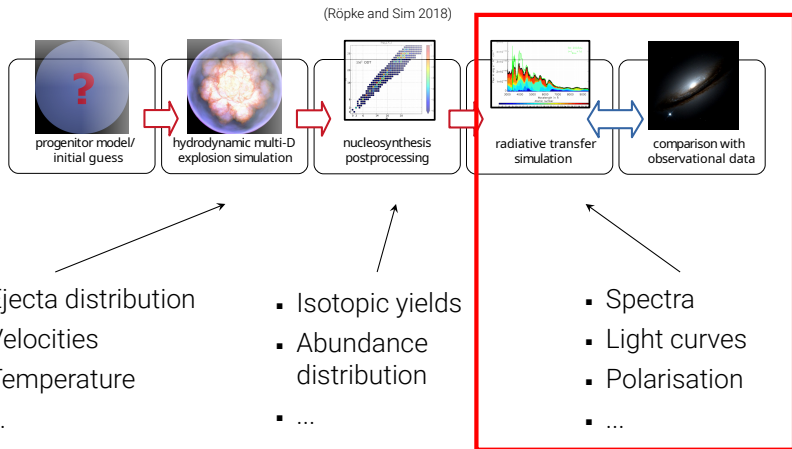 (Röpke and Sim 2018)
?
progenitor model/
initial guess
hydrodynamic multi-D
explosion simulation
nucleosynthesis
postprocessing
radiative transfer
simulation
comparison with
observational data
jecta distribution
elocities
emperature
..
▪ Isotopic yields
▪ Abundance
distribution
▪ ...
▪ Spectra
▪ Light curves
▪ Polarisation
▪ ...